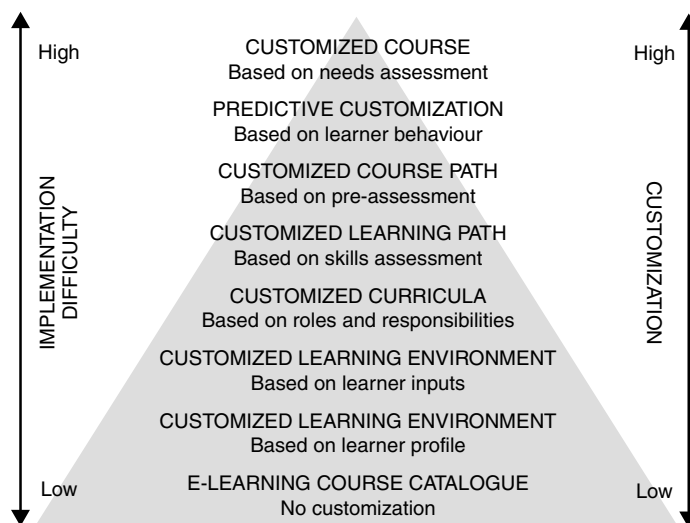 High
High
CUSTOMIZED COURSE
Based on needs assessment
PREDICTIVE CUSTOMIZATION
Based on learner behaviour
CUSTOMIZED COURSE PATH
Based on pre-assessment
CUSTOMIZED LEARNING PATH
Based on skills assessment
CUSTOMIZED CURRICULA
Based on roles and responsibilities
CUSTOMIZED LEARNING ENVIRONMENT
Based on learner inputs
CUSTOMIZED LEARNING ENVIRONMENT
Based on learner profile
E-LEARNING COURSE CATALOGUE
No customization
IMPLEMENTATION
DIFFICULTY
CUSTOMIZATION
Low
Low